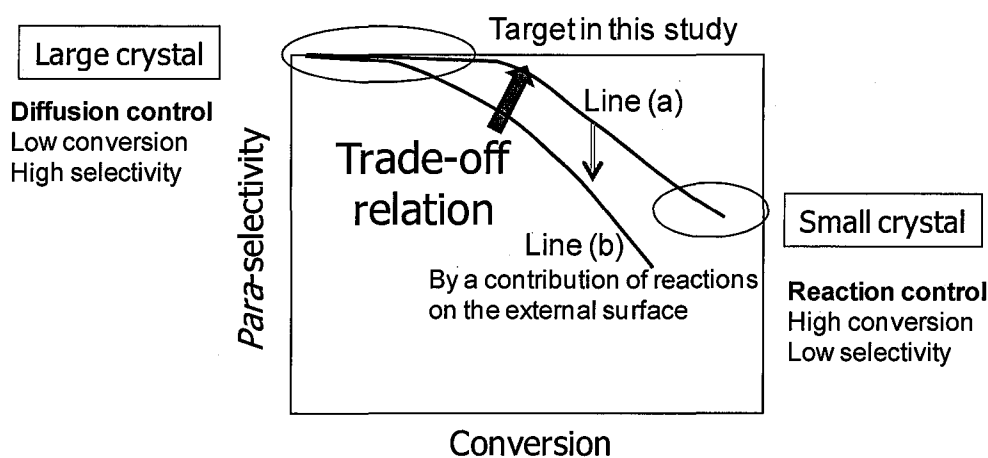 Target in this study
Large crystal
Diffusion control
Low conversion
High selectivity
Line (a)
Trade-off
relation
Line (b)
By a contribution of reactions
on the external surface
Small crystal
Reaction control
High conversion
Low selectivity
Para-selectivity
Conversion